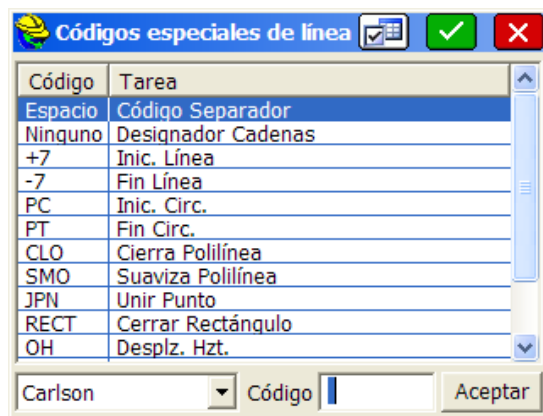 Códigos especiales de línea
Código Tarea
Espacio Código Separador
Ninguno Designador Cadenas
+7 Inic. Línea
-7 Fin Línea
PC Inic. Circ.
PT Fin Circ.
CLO Cierra Polilínea
SMO Suaviza Polilínea
JPN Unir Punto
RECT Cerrar Rectángulo
OH Desplz. Hzt.
Carlson Código Aceptar